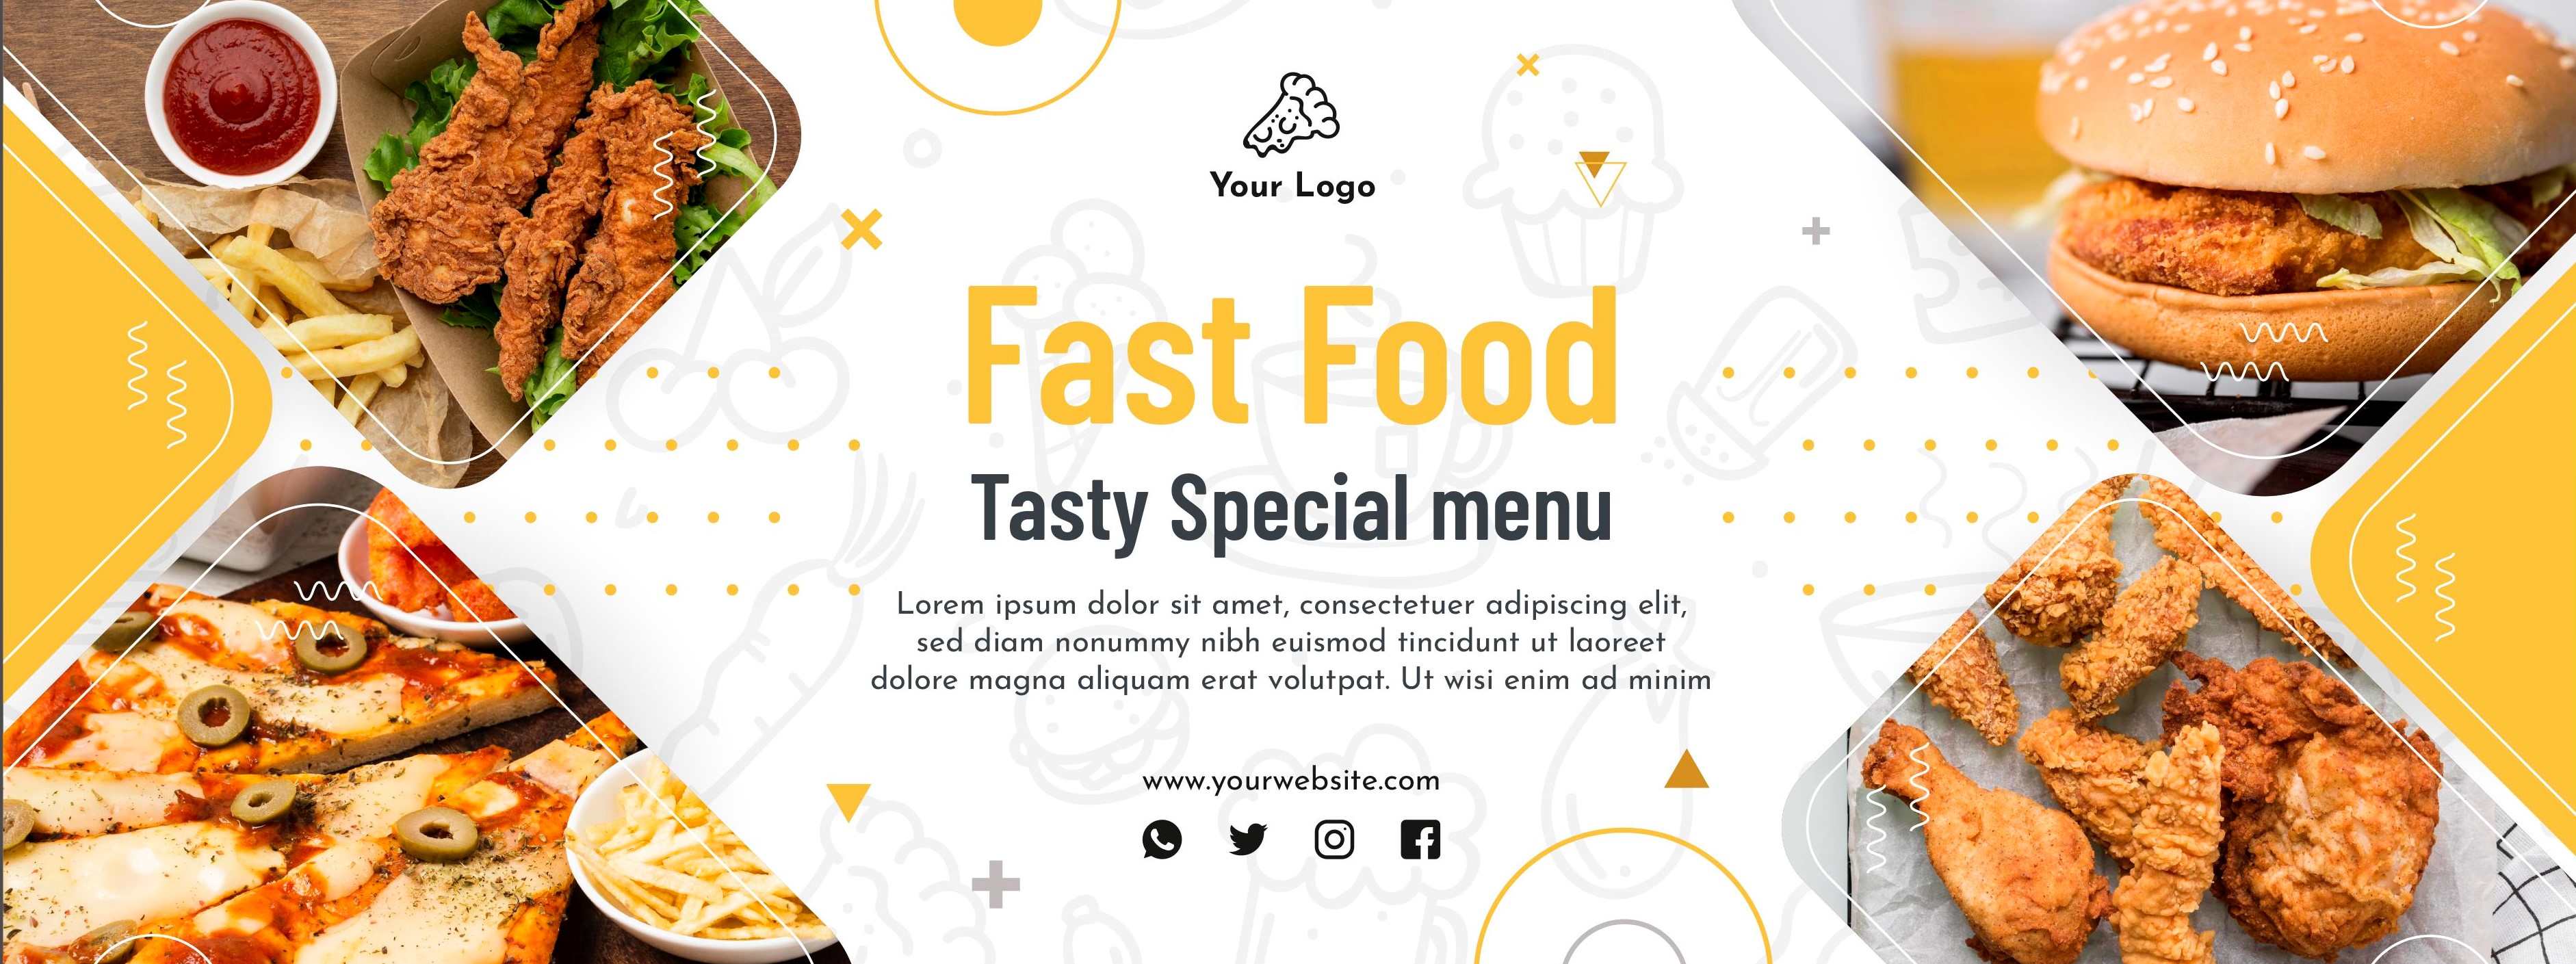 Your Logo
Fast Food
Tasty Special menu
Lorem ipsum dolor sit amet, consectetuer adipiscing elit,
sed diam nonummy nibh euismod tincidunt ut laoreet
dolore magna aliquam erat volutpat. Ut wisi enim ad minim
www.yourwebsite.com